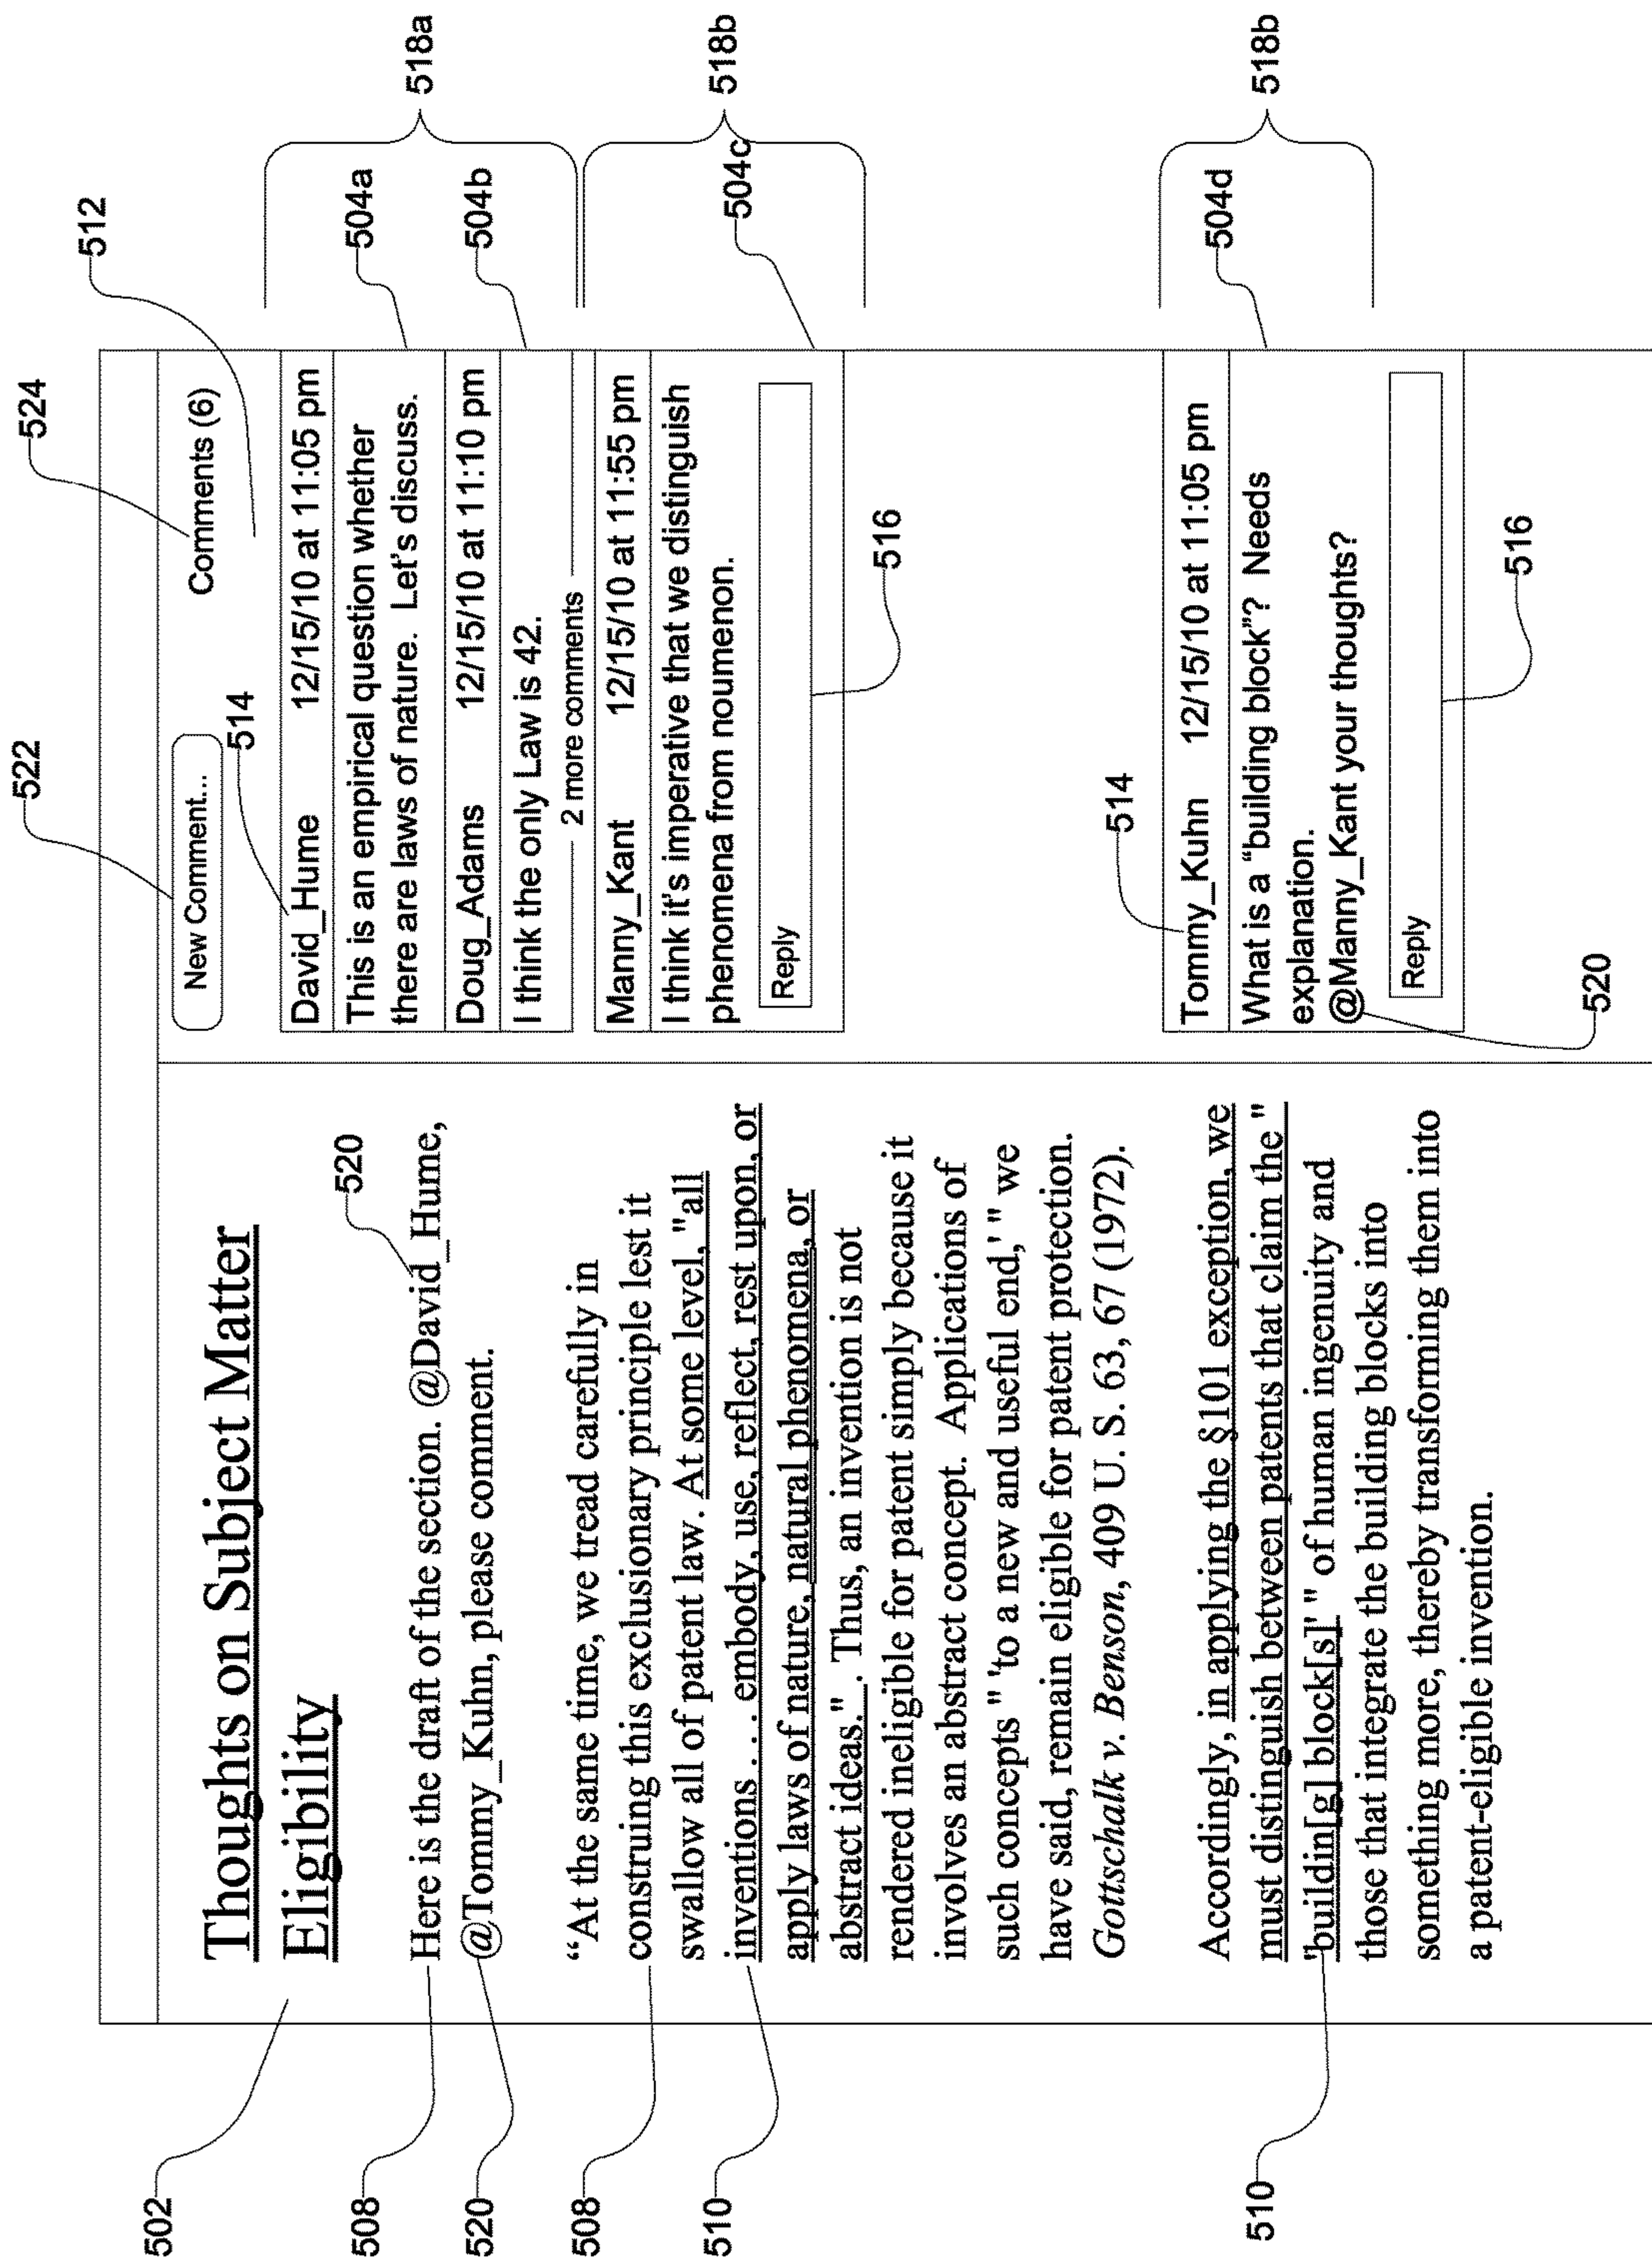 524
522
512
New Comment...
Comments (6)
514
David_Hume 12/15/10 at 11:05 pm
518a
This is an empirical question whether
there are laws of nature.  Let's discuss.
504a
Doug_Adams 12/15/10 at 11:10 pm
I think the only Law is 42.
504b
2 more comments
Manny_Kant 12/15/10 at 11:55 pm
518b
I think it's imperative that we distinguish
phenomena from noumenon.
504c
Reply
516
514
Tommy_Kuhn 12/15/10 at 11:05 pm
504d
518b
What is a “building block”?  Needs
explanation.
@Manny_Kant your thoughts?
Reply
516
520
502
Thoughts on Subject Matter
Eligibility
520
508
Here is the draft of the section. @David_Hume,
520
@Tommy_Kuhn, please comment.
“At the same time, we tread carefully in
508
construing this exclusionary principle lest it
swallow all of patent law. At some level, "all
510
inventions . . . embody, use, reflect, rest upon, or
apply laws of nature, natural phenomena, or
abstract ideas." . Thus, an invention is not
rendered ineligible for patent simply because it
involves an abstract concept.  Applications of
such concepts " 'to a new and useful end,' " we
have said, remain eligible for patent protection.
Gottschalk v. Benson, 409 U. S. 63, 67 (1972).
Accordingly, in applying the §101 exception, we
must distinguish between patents that claim the "
510
'buildin[g] block[s]' " of human ingenuity and
those that integrate the building blocks into
something more, thereby transforming them into
a patent-eligible invention.